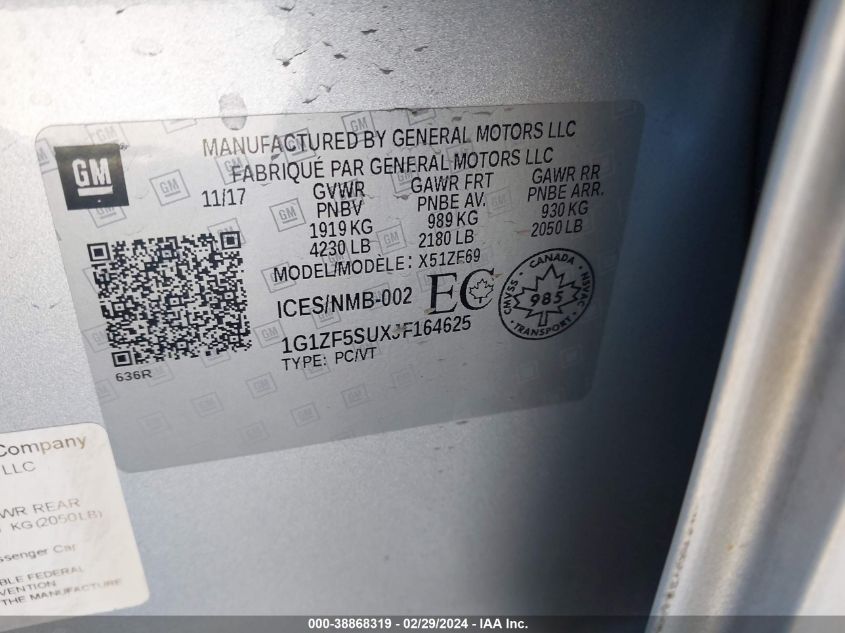 GM
MANUFACTURED BY GENERAL MOTORS LLC
FABRIQUÉ PAR GENERAL MOTORS LLC
11/17
GVWR GAWR FRT GAWR RR
PNBV PNBE AV. PNBE ARR.
1919 KG 989 KG 930 KG
4230 LB 2180 LB 2050 LB
MODEL/MODÈLE: X51ZF69
ICES/NMB-002 EC
CANADA
CMVSS 985 NSVAC
TRANSPORT
1G1ZF5SUXJF164625
TYPE: PC/VT
636R
Company
LLC
WR REAR
KG (2050LB)
ssenger Car
BLE FEDERAL
VENTION
THE MANUFACTURE
000-38868319 - 02/29/2024 - IAA Inc.